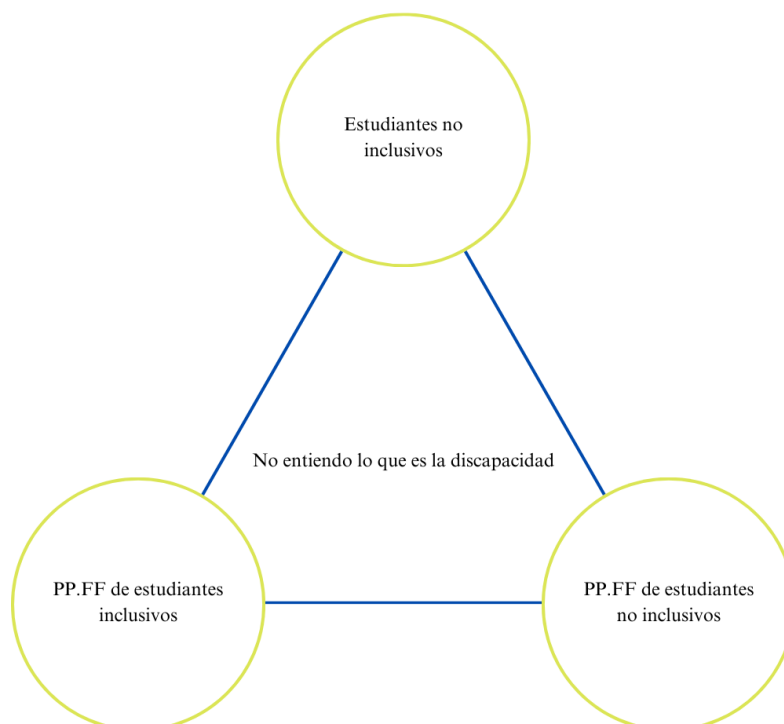 Estudiantes no
inclusivos
No entiendo lo que es la discapacidad
PP.FF de estudiantes
inclusivos
PP.FF de estudiantes
no inclusivos